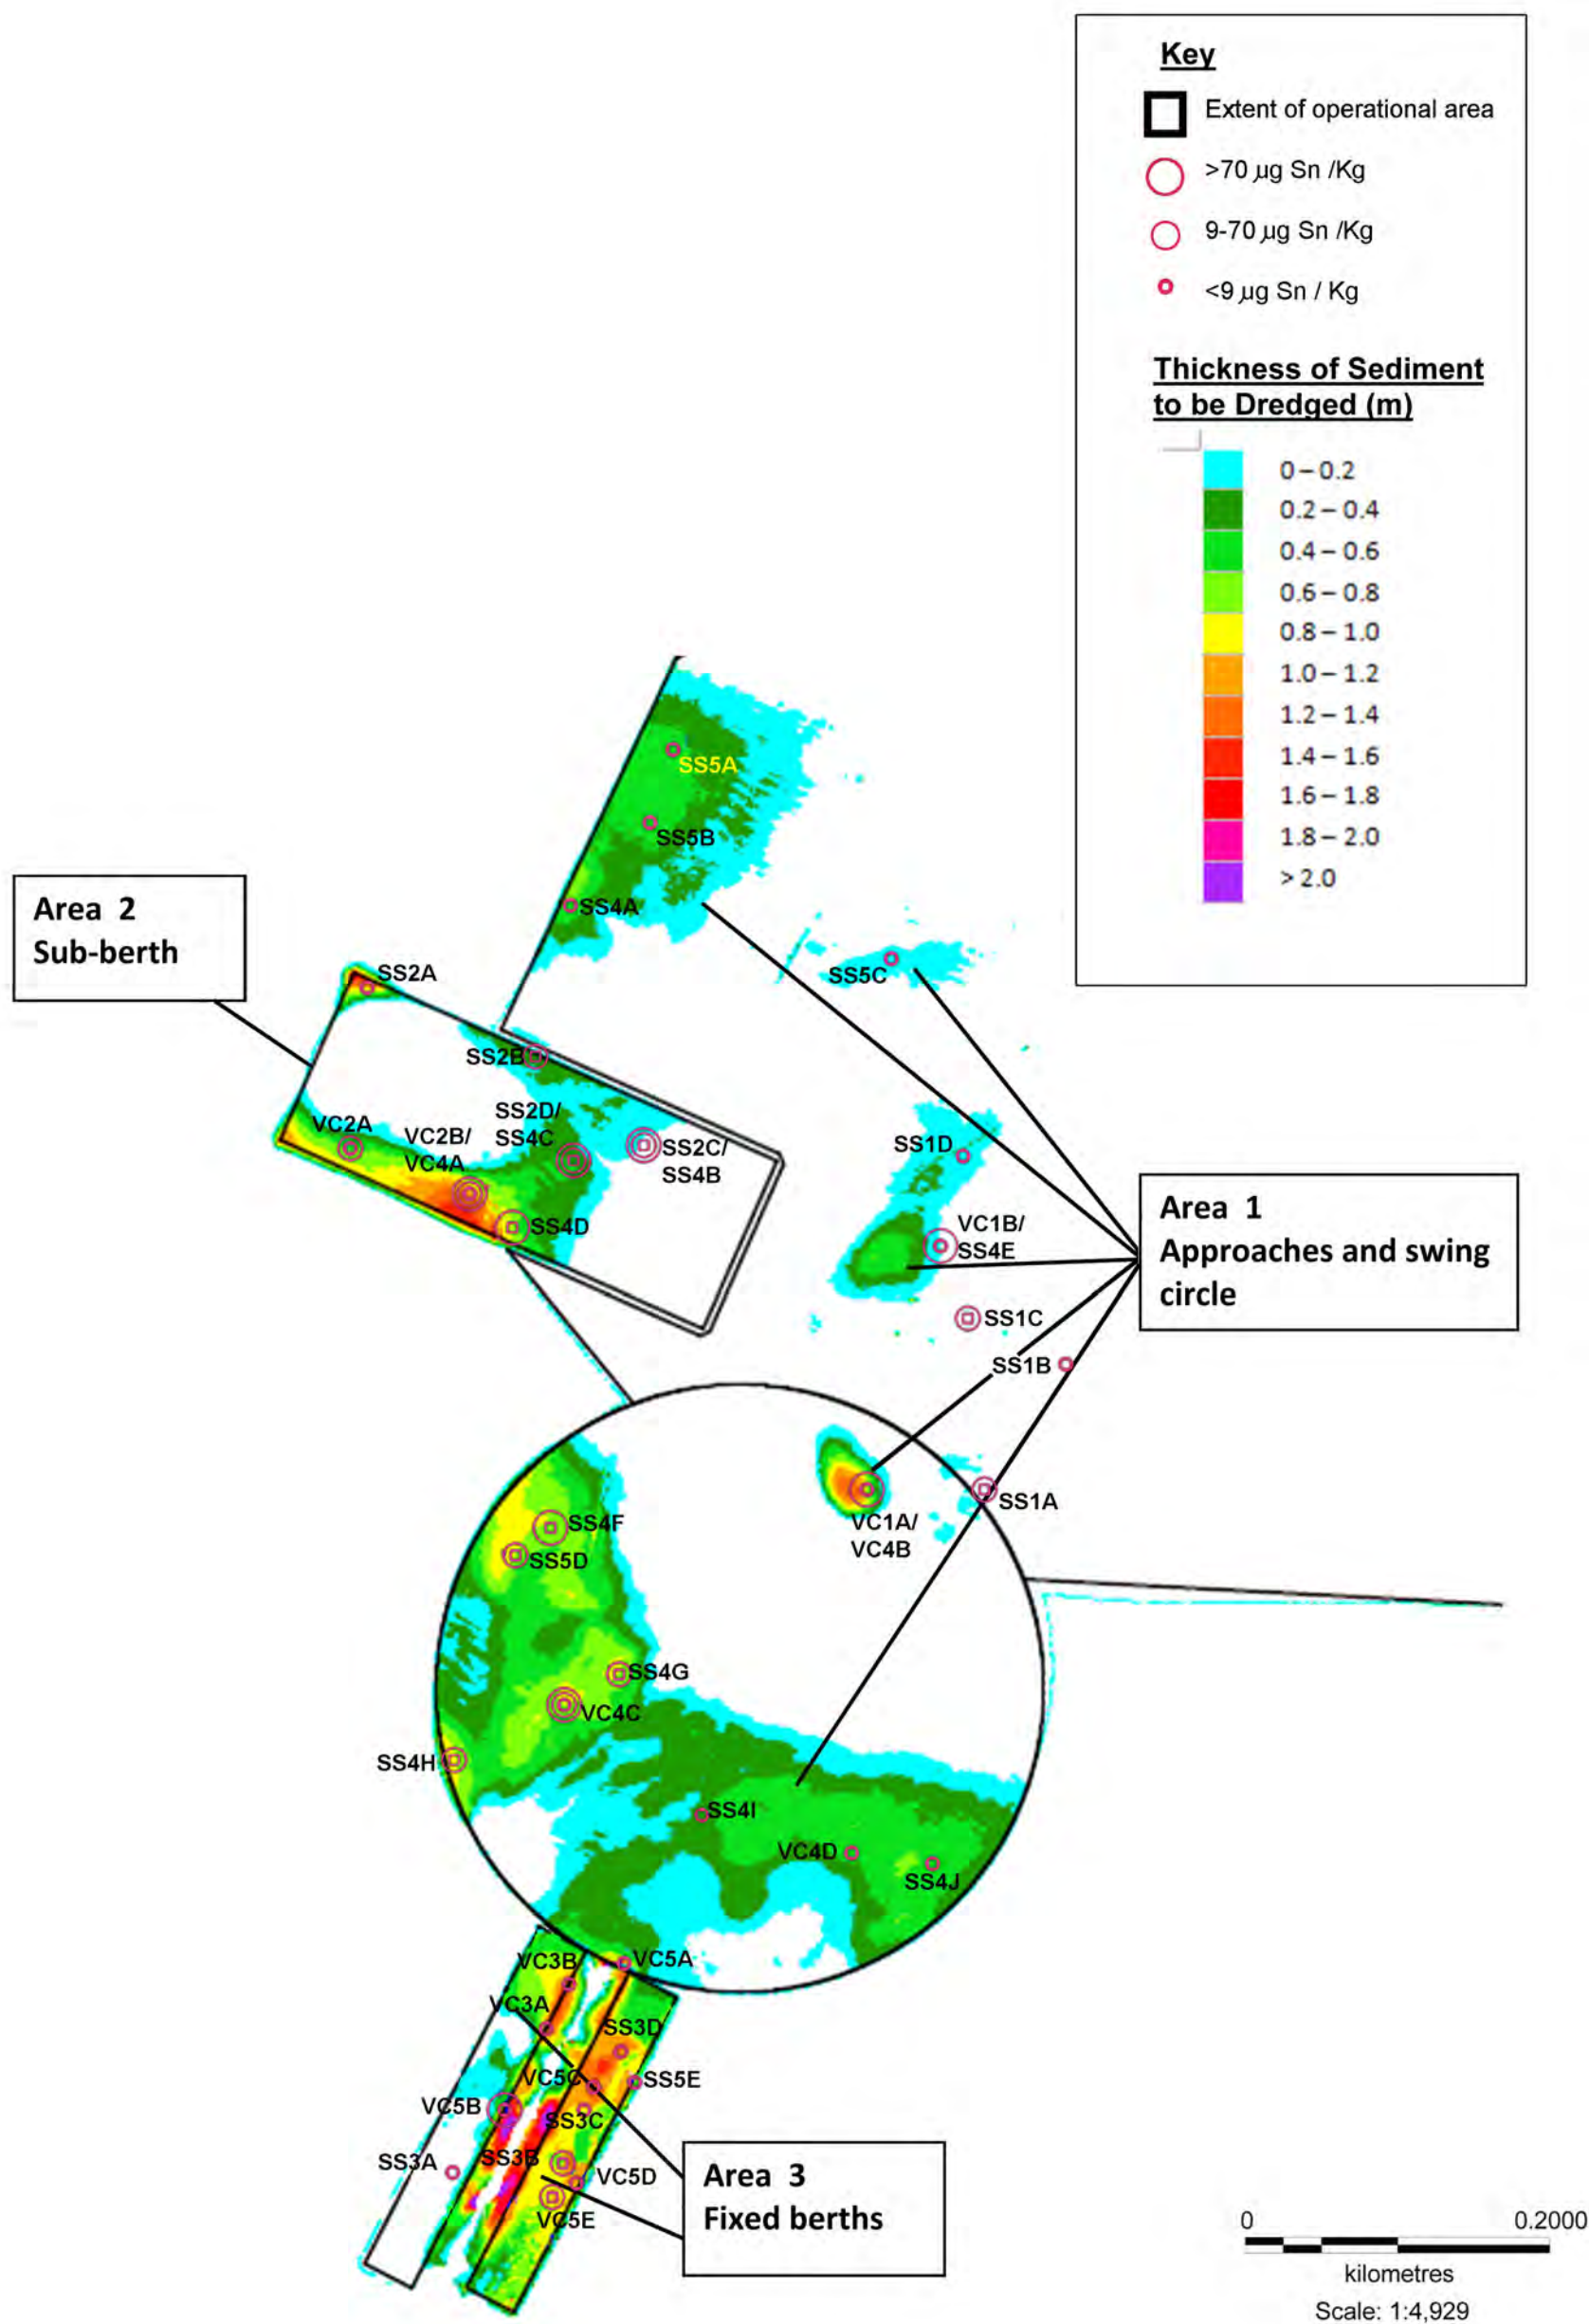 Key
Extent of operational area
>70 µg Sn /Kg
9-70 µg Sn /Kg
<9 µg Sn / Kg
Thickness of Sediment
to be Dredged (m)
0 – 0.2
0.2 – 0.4
0.4 – 0.6
0.6 – 0.8
0.8 – 1.0
1.0 – 1.2
1.2 – 1.4
1.4 – 1.6
1.6 – 1.8
1.8 – 2.0
> 2.0
SS5A
SS5B
SS4A
Area 2
Sub-berth
SS5C
SS2A
SS2B
SS2D/
SS4C
VC2A
VC2B/
VC4A
SS2C/
SS4B
SS4D
SS1D
VC1B/
SS4E
SS1C
SS1B
Area 1
Approaches and swing
circle
SS1A
VC1A/
VC4B
SS4F
SS5D
SS4G
VC4C
SS4H
SS4I
VC4D
SS4J
VC3B
VC5A
VC3A
SS3D
VC5C
SS5E
VC5B
SS3C
SS3A
SS3B
VC5D
VC5E
Area 3
Fixed berths
0 0.2000
kilometres
Scale: 1:4,929